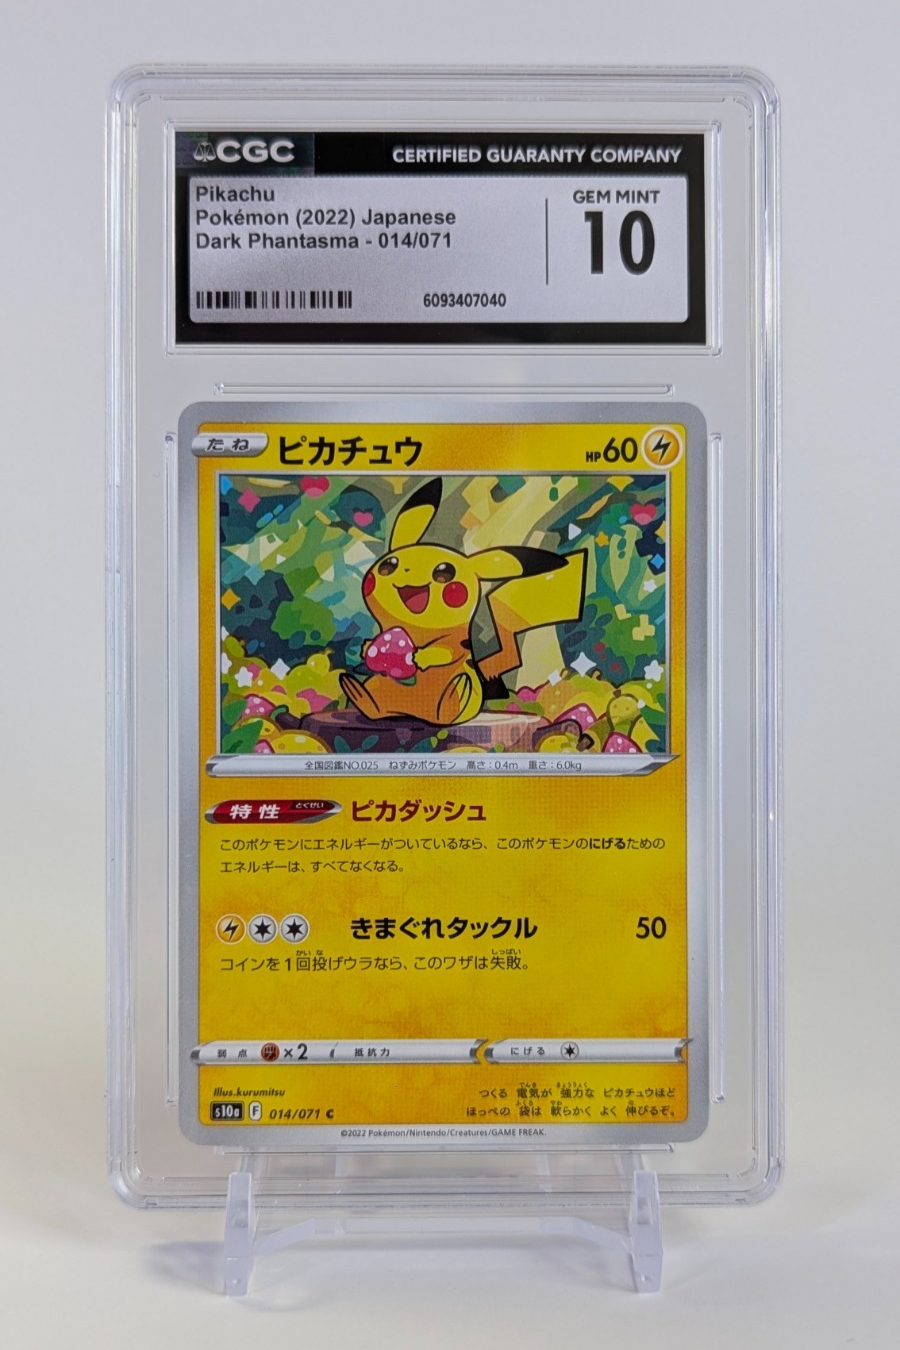 CGC CERTIFIED GUARANTY COMPANY
Pikachu
Pokémon (2022) Japanese
Dark Phantasma - 014/071
GEM MINT
10
6093407040
たね ピカチュウ HP60
全国図鑑NO.025 ねずみポケモン 高さ:0.4m 重さ:6.0kg
特性 とくせい ピカダッシュ
このポケモンにエネルギーがついているなら、このポケモンのにげるための
エネルギーは、すべてなくなる。
きまぐれタックル 50
コインを1回投げウラなら、このワザは失敗。
弱点 ×2 抵抗力 にげる
Illus.kurumitsu
s10a F 014/071 C
つくる 電気が 強力な ピカチュウほど
ほっぺの 袋は 軟らかく よく 伸びるぞ。
©2022 Pokémon/Nintendo/Creatures/GAME FREAK.